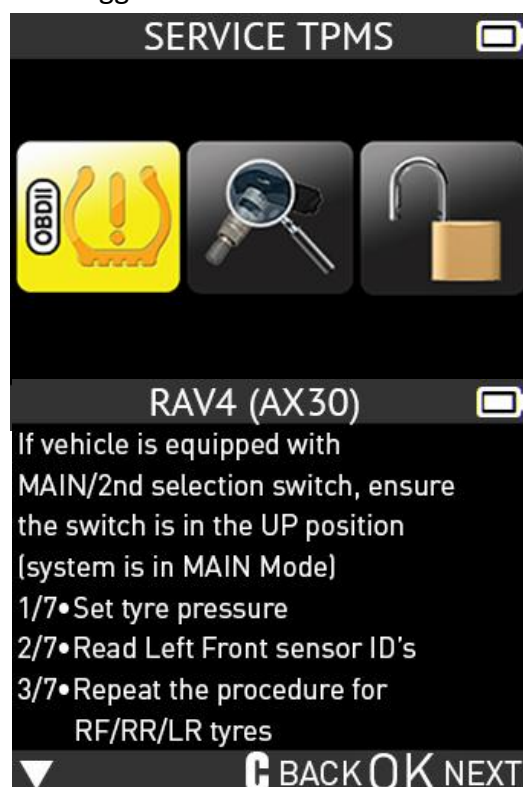 SERVICE TPMS
OBDII
RAV4 (AX30)
If vehicle is equipped with
MAIN/2nd selection switch, ensure
the switch is in the UP position
(system is in MAIN Mode)
1/7•Set tyre pressure
2/7•Read Left Front sensor ID's
3/7•Repeat the procedure for
RF/RR/LR tyres
▼ C BACK OK NEXT